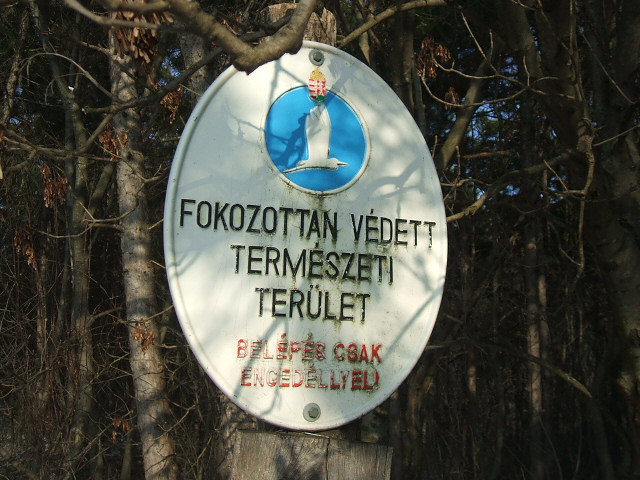 FOKOZOTTAN VÉDETT
TERMÉSZETI
TERÜLET
BELÉPÉS CSAK
ENGEDÉLLYEL!